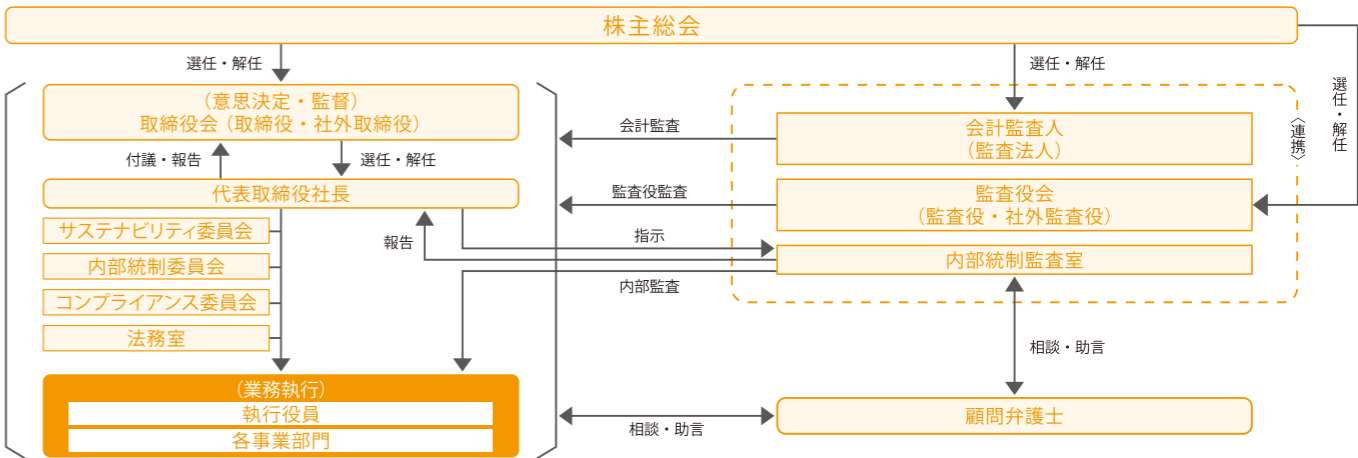 株主総会
選任・解任
選任・解任
選任・解任
(意思決定・監督)
取締役会(取締役・社外取締役)
付議・報告
選任・解任
代表取締役社長
サステナビリティ委員会
内部統制委員会
コンプライアンス委員会
法務室
(業務執行)
執行役員
各事業部門
会計監査
監査役監査
報告
指示
内部監査
会計監査人
(監査法人)
監査役会
(監査役・社外監査役)
内部統制監査室
〈連携〉
相談・助言
相談・助言
顧問弁護士